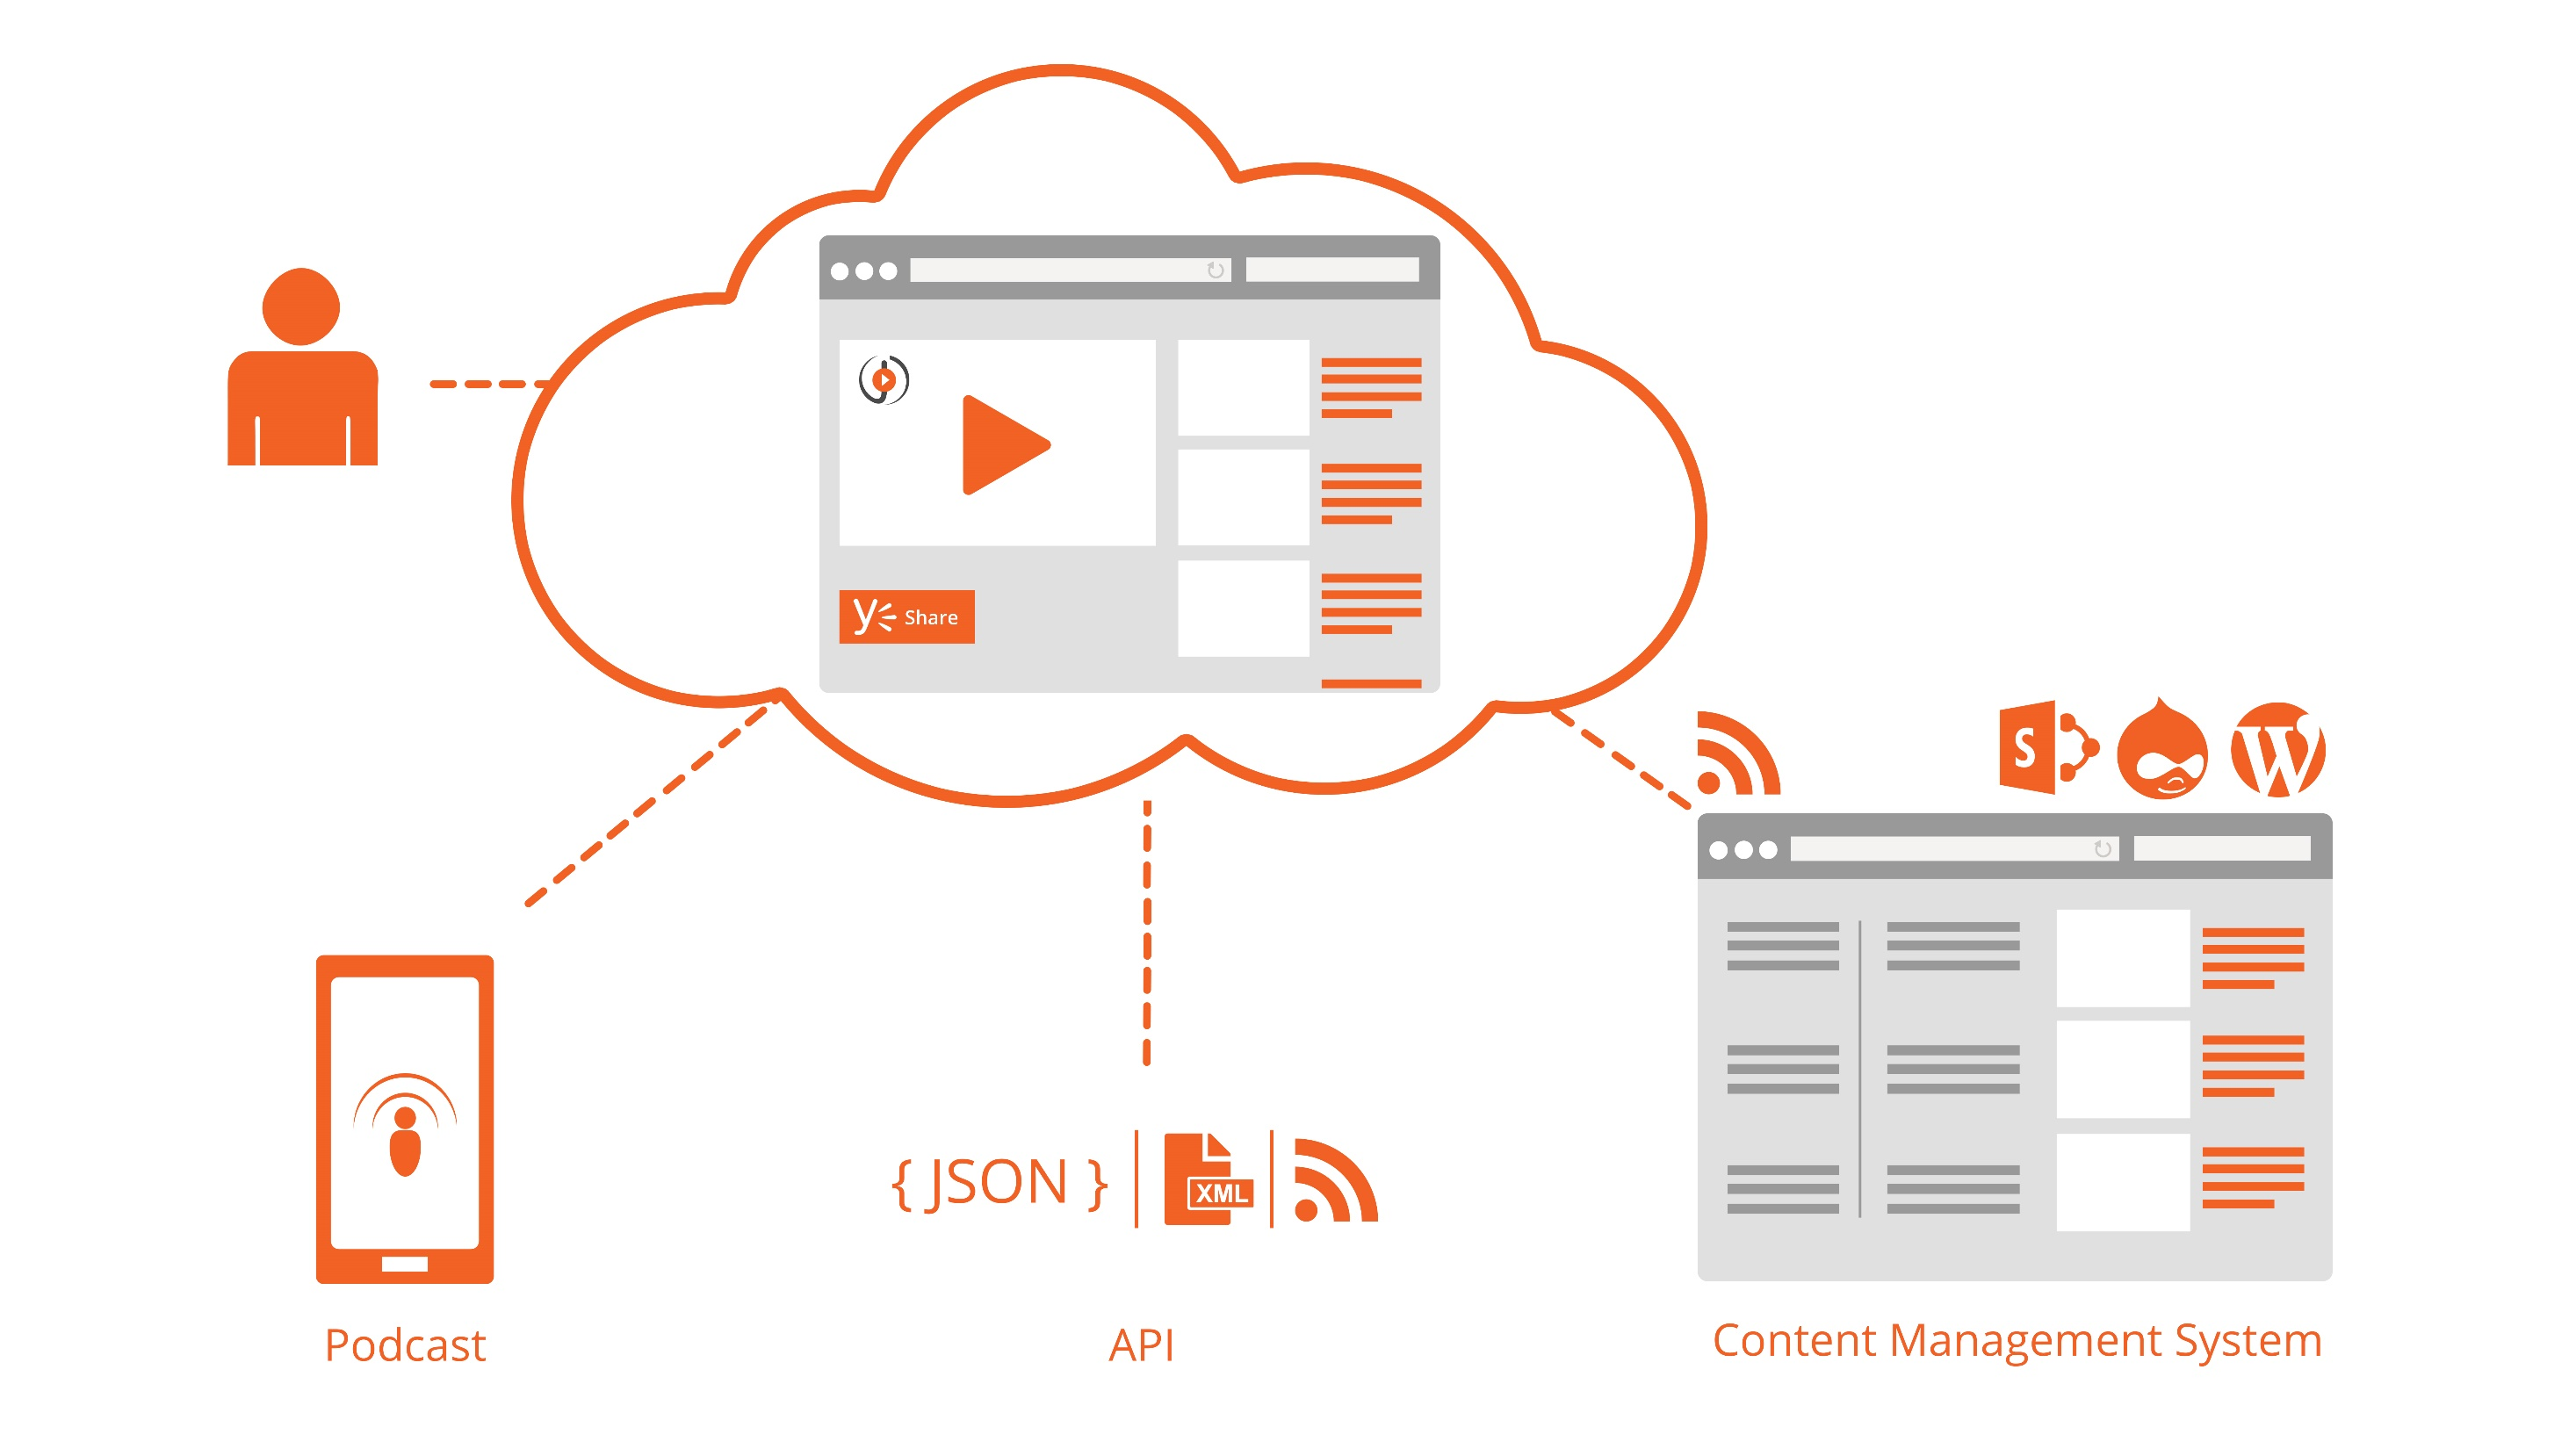 Share
S
W
{ JSON }
XML
Podcast
API
Content Management System